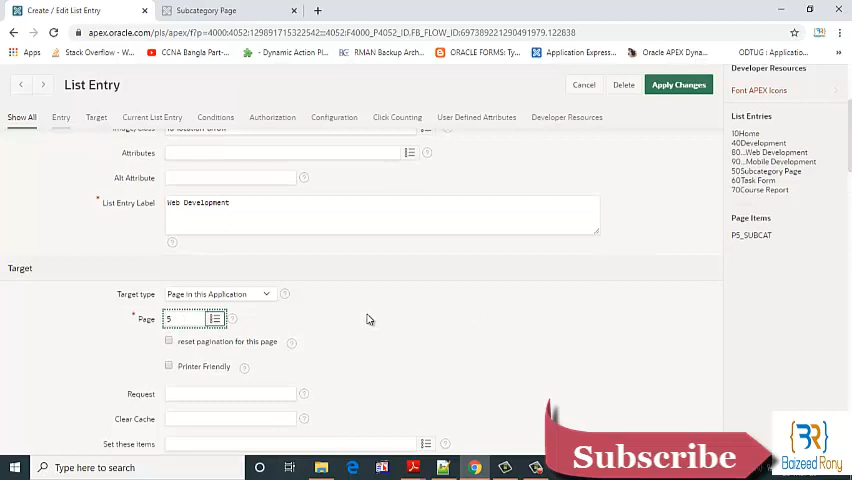 Create / Edit List Entry
Subcategory Page
apex.oracle.com/pls/apex/f?p=4000:4052:129891715322542::::4052:F4000_P4052_ID,FB_FLOW_ID:697389221290491979,122838
Apps
Stack Overflow - W...
CCNA Bangla Part-...
- Dynamic Action Pl...
RMAN Backup Arch...
ORACLE FORMS: Ty...
Application Express...
Oracle APEX Dyna...
ODTUG : Applicatio...
List Entry
Cancel
Delete
Apply Changes
Show All
Entry
Target
Current List Entry
Conditions
Authorization
Configuration
Click Counting
User Defined Attributes
Developer Resources
Attributes
Alt Attribute
* List Entry Label
Web Development
Target
Target type
Page in this Application
* Page
5
reset pagination for this page
Printer Friendly
Request
Clear Cache
Set these items
Developer Resources
Font APEX Icons
List Entries
10Home
40Development
80...Web Development
90...Mobile Development
50Subcategory Page
60Task Form
70Course Report
Page Items
P5_SUBCAT
Subscribe
Baizeed Rony
Type here to search